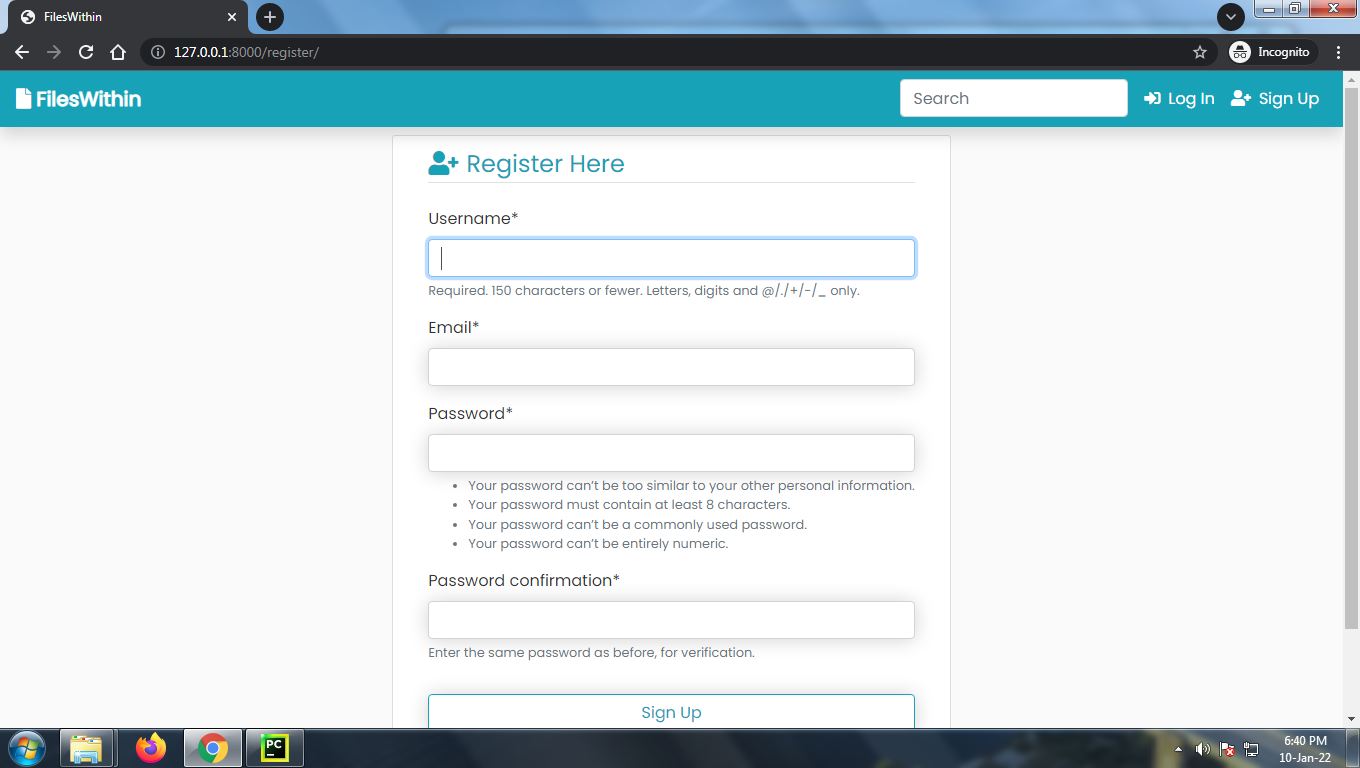 FilesWithin
127.0.0.1:8000/register/
Incognito
FilesWithin
Search
Log In
Sign Up
Register Here
Username*
Required. 150 characters or fewer. Letters, digits and @/./+/-/_ only.
Email*
Password*
Your password can’t be too similar to your other personal information.
Your password must contain at least 8 characters.
Your password can’t be a commonly used password.
Your password can’t be entirely numeric.
Password confirmation*
Enter the same password as before, for verification.
Sign Up
PC
6:40 PM
10-Jan-22